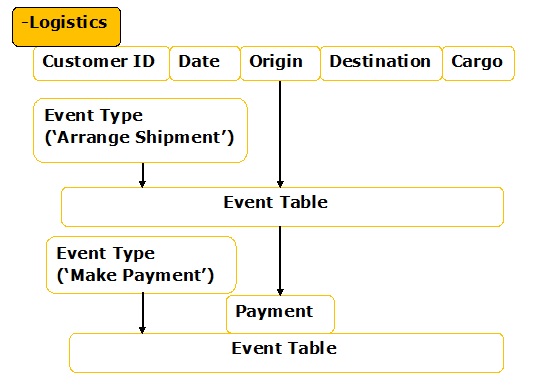 -Logistics
Customer ID Date Origin Destination Cargo
Event Type
(‘Arrange Shipment’)
Event Table
Event Type
(‘Make Payment’)
Payment
Event Table